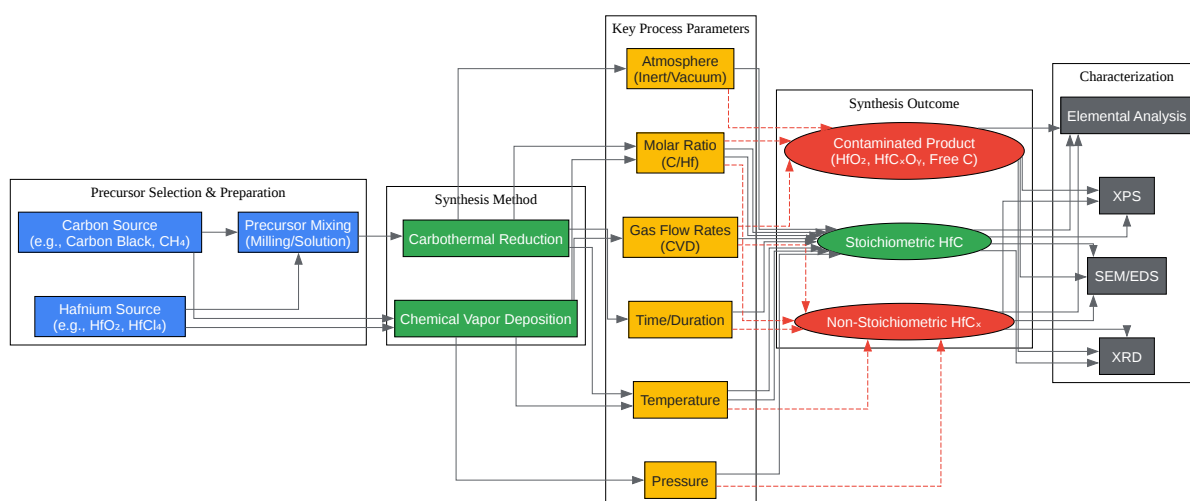 Precursor Selection & Preparation
Carbon Source
(e.g., Carbon Black, CH₄)
Precursor Mixing
(Milling/Solution)
Hafnium Source
(e.g., HfO₂, HfCl₄)
Synthesis Method
Carbothermal Reduction
Chemical Vapor Deposition
Key Process Parameters
Atmosphere
(Inert/Vacuum)
Molar Ratio
(C/Hf)
Gas Flow Rates
(CVD)
Time/Duration
Temperature
Pressure
Synthesis Outcome
Contaminated Product
(HfO₂, HfCₓOᵧ, Free C)
Stoichiometric HfC
Non-Stoichiometric HfCₓ
Characterization
Elemental Analysis
XPS
SEM/EDS
XRD